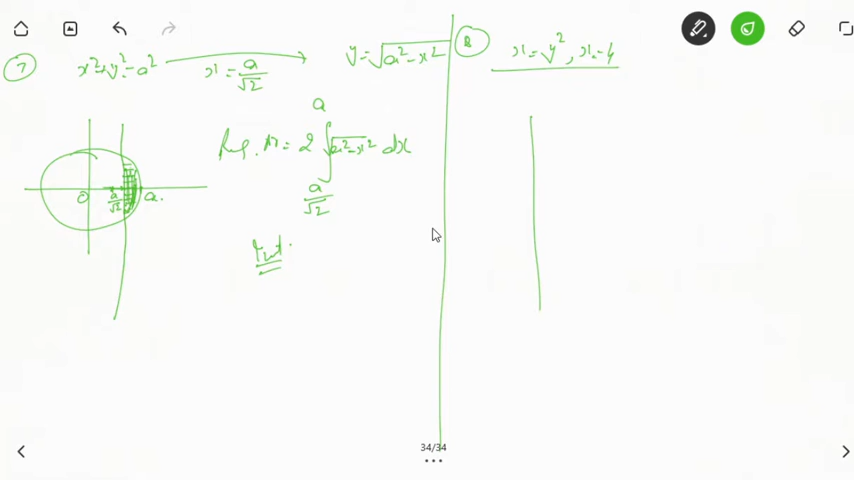 7 x²+y²=a² x=a/√2 y=√a²-x²
a
Req. Ar = 2 ∫ √a²-x² dx
a/√2
O a/√2 a.
8 x=y², x=4
34/34